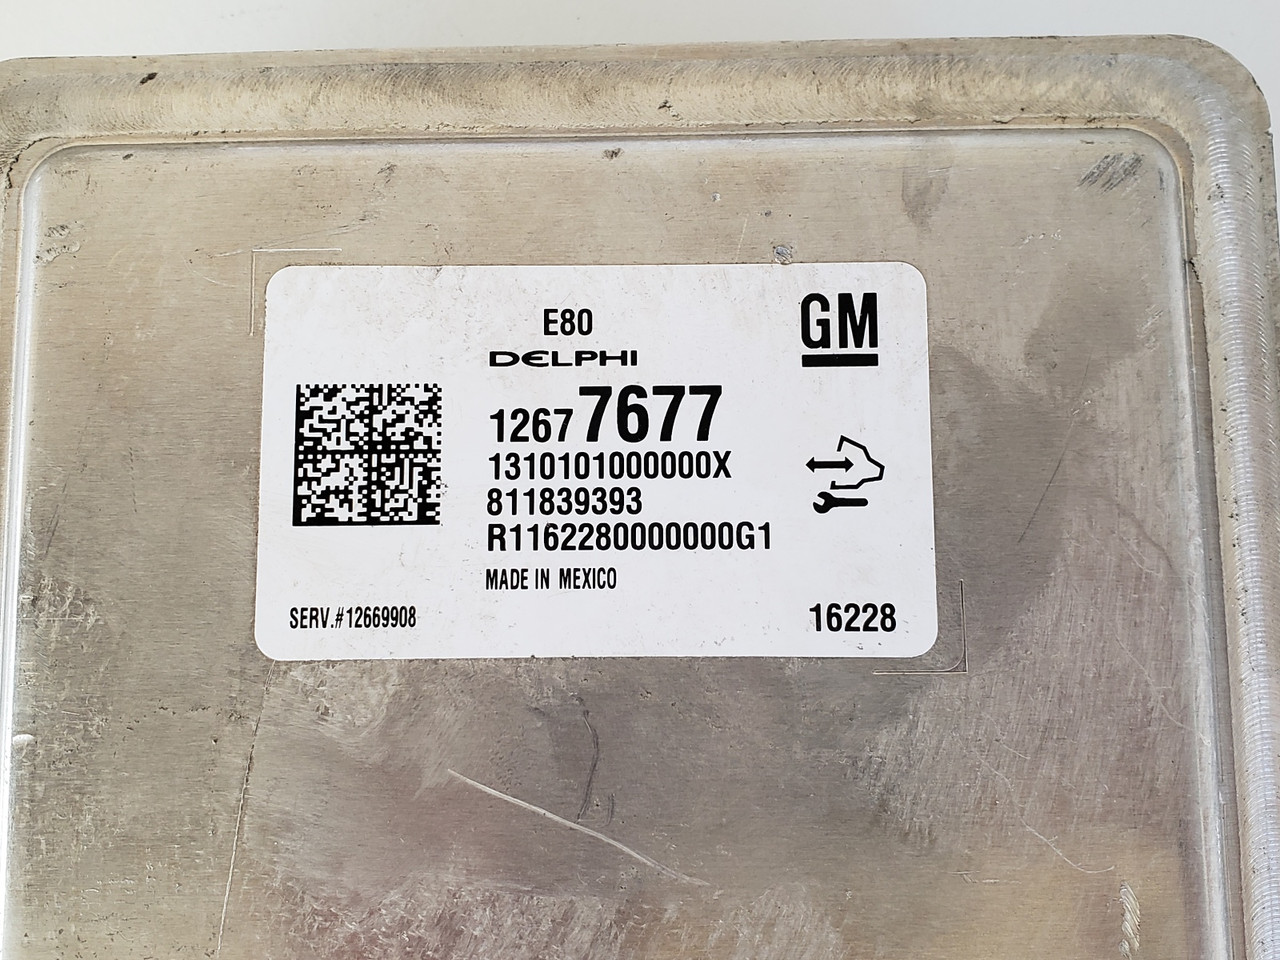 E80
DELPHI
GM
12677677
1310101000000X
811839393
R1162280000000G1
MADE IN MEXICO
SERV.#12669908
16228